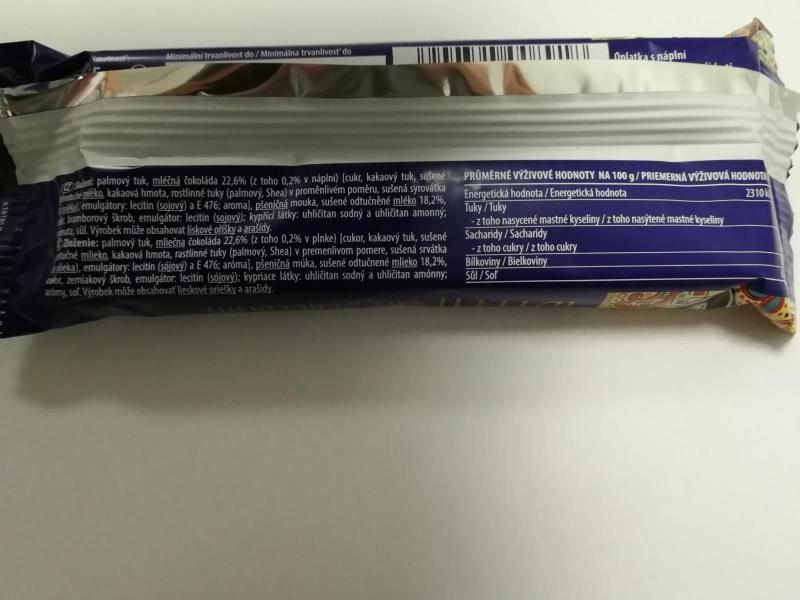 Minimální trvanlivost do / Minimálna trvanlivosť do
Oplatka s náplní
Složení: palmový tuk, mléčná čokoláda 22,6% (z toho 0,2% v náplni) [cukr, kakaový tuk, sušené
mléko, kakaová hmota, rostlinné tuky (palmový, Shea) v proměnlivém poměru, sušená syrovátka
emulgátory: lecitin (sójový) a E 476; aroma], pšeničná mouka, sušené odtučněné mléko 18,2%,
bramborový škrob, emulgátor: lecitin (sójový); kypřicí látky: uhličitan sodný a uhličitan amonný;
sůl. Výrobek může obsahovat lískové oříšky a arašídy.
Zloženie: palmový tuk, mliečna čokoláda 22,6% (z toho 0,2% v plnke) [cukor, kakaový tuk, sušené
mlieko, kakaová hmota, rastlinné tuky (palmový, Shea) v premenlivom pomere, sušená srvátka
emulgátory: lecitín (sójový) a E 476; aróma], pšeničná múka, sušené odtučnené mlieko 18,2%,
cukor, zemiakový škrob, emulgátor: lecitín (sójový); kypriace látky: uhličitan sodný a uhličitan amónny;
arómy, soľ. Výrobok môže obsahovať lieskové oriešky a arašidy.
PRŮMĚRNÉ VÝŽIVOVÉ HODNOTY NA 100 g / PRIEMERNÁ VÝŽIVOVÁ HODNOTA
Energetická hodnota / Energetická hodnota 2310 k
Tuky / Tuky
- z toho nasycené mastné kyseliny / z toho nasýtené mastné kyseliny
Sacharidy / Sacharidy
- z toho cukry / z toho cukry
Bílkoviny / Bielkoviny
Sůl / Soľ